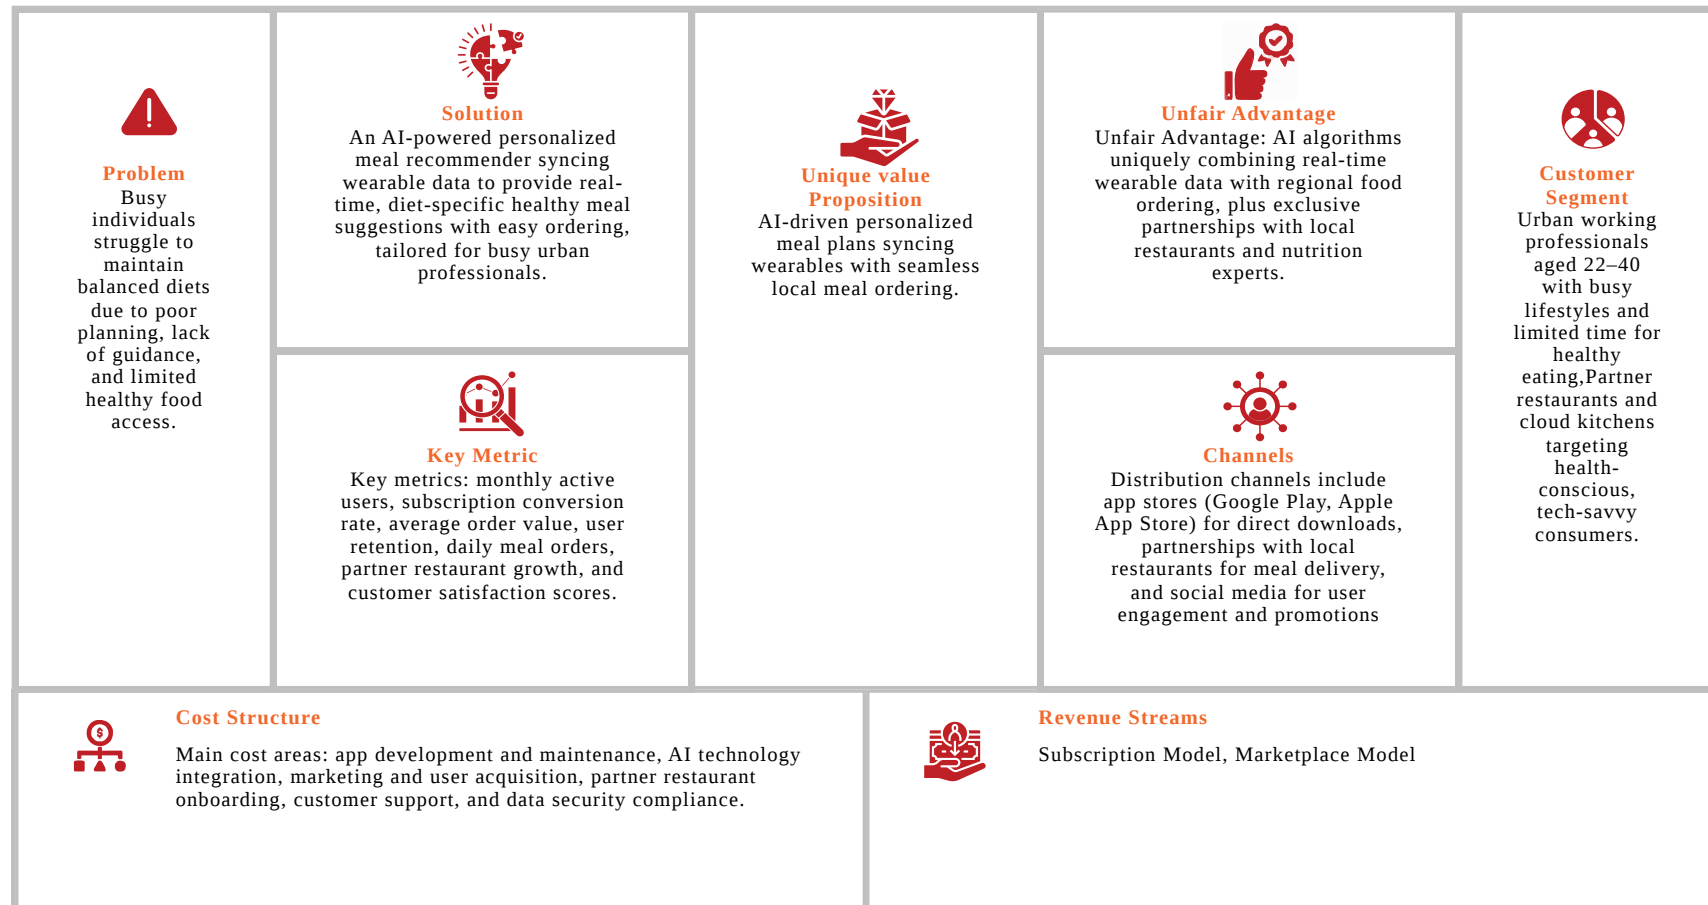 Problem
Busy
individuals
struggle to
maintain
balanced diets
due to poor
planning, lack
of guidance,
and limited
healthy food
access.
Solution
An AI-powered personalized
meal recommender syncing
wearable data to provide real-
time, diet-specific healthy meal
suggestions with easy ordering,
tailored for busy urban
professionals.
Key Metric
Key metrics: monthly active
users, subscription conversion
rate, average order value, user
retention, daily meal orders,
partner restaurant growth, and
customer satisfaction scores.
Unique value
Proposition
AI-driven personalized
meal plans syncing
wearables with seamless
local meal ordering.
Unfair Advantage
Unfair Advantage: AI algorithms
uniquely combining real-time
wearable data with regional food
ordering, plus exclusive
partnerships with local
restaurants and nutrition
experts.
Channels
Distribution channels include
app stores (Google Play, Apple
App Store) for direct downloads,
partnerships with local
restaurants for meal delivery,
and social media for user
engagement and promotions
Customer
Segment
Urban working
professionals
aged 22–40
with busy
lifestyles and
limited time for
healthy
eating,Partner
restaurants and
cloud kitchens
targeting
health-
conscious,
tech-savvy
consumers.
Cost Structure
Main cost areas: app development and maintenance, AI technology
integration, marketing and user acquisition, partner restaurant
onboarding, customer support, and data security compliance.
Revenue Streams
Subscription Model, Marketplace Model